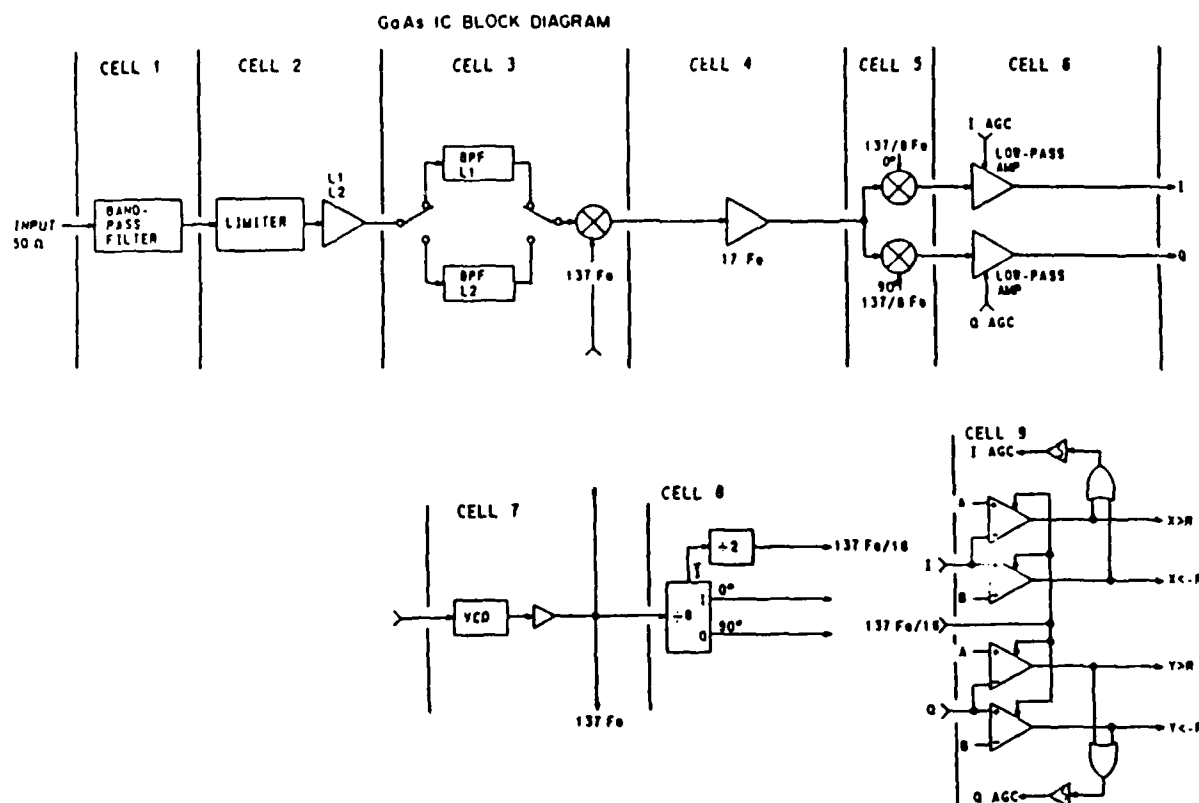 GaAs IC BLOCK DIAGRAM
CELL 1
CELL 2
CELL 3
CELL 4
CELL 5
CELL 6
INPUT
50 Ω
BAND-
PASS
FILTER
LIMITER
L1
L2
BPF
L1
BPF
L2
137 Fo
17 Fo
137/8 Fo
0°
90°
137/8 Fo
I AGC
LOW-PASS
AMP
LOW-PASS
AMP
Q AGC
I
Q
CELL 7
VCO
137 Fo
CELL 8
÷2
137 Fo/16
÷8
I
I
Q
0°
90°
CELL 9
I AGC
A
I
B
137 Fo/16
A
Q
B
X>R
X<-R
Y>R
Y<-R
Q AGC